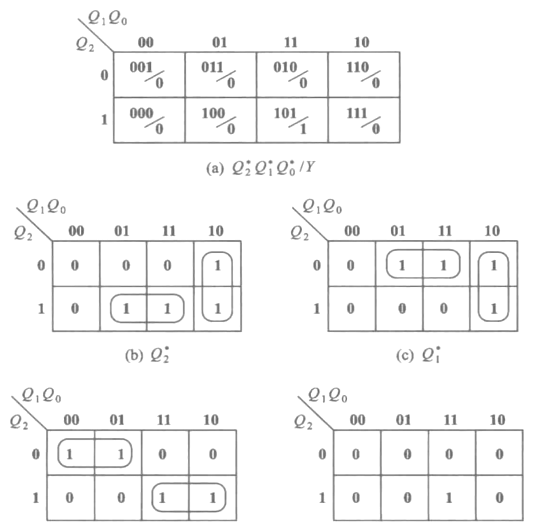 Q₁Q₀
Q₂ 00 01 11 10
0 001/0 011/0 010/0 110/0
1 000/0 100/0 101/1 111/0
(a) Q₂*Q₁*Q₀*/Y
Q₁Q₀
Q₂ 00 01 11 10
0 0 0 0 1
1 0 1 1 1
(b) Q₂*
Q₁Q₀
Q₂ 00 01 11 10
0 0 1 1 1
1 0 0 0 1
(c) Q₁*
Q₁Q₀
Q₂ 00 01 11 10
0 1 1 0 0
1 0 0 1 1
Q₁Q₀
Q₂ 00 01 11 10
0 0 0 0 0
1 0 0 1 0